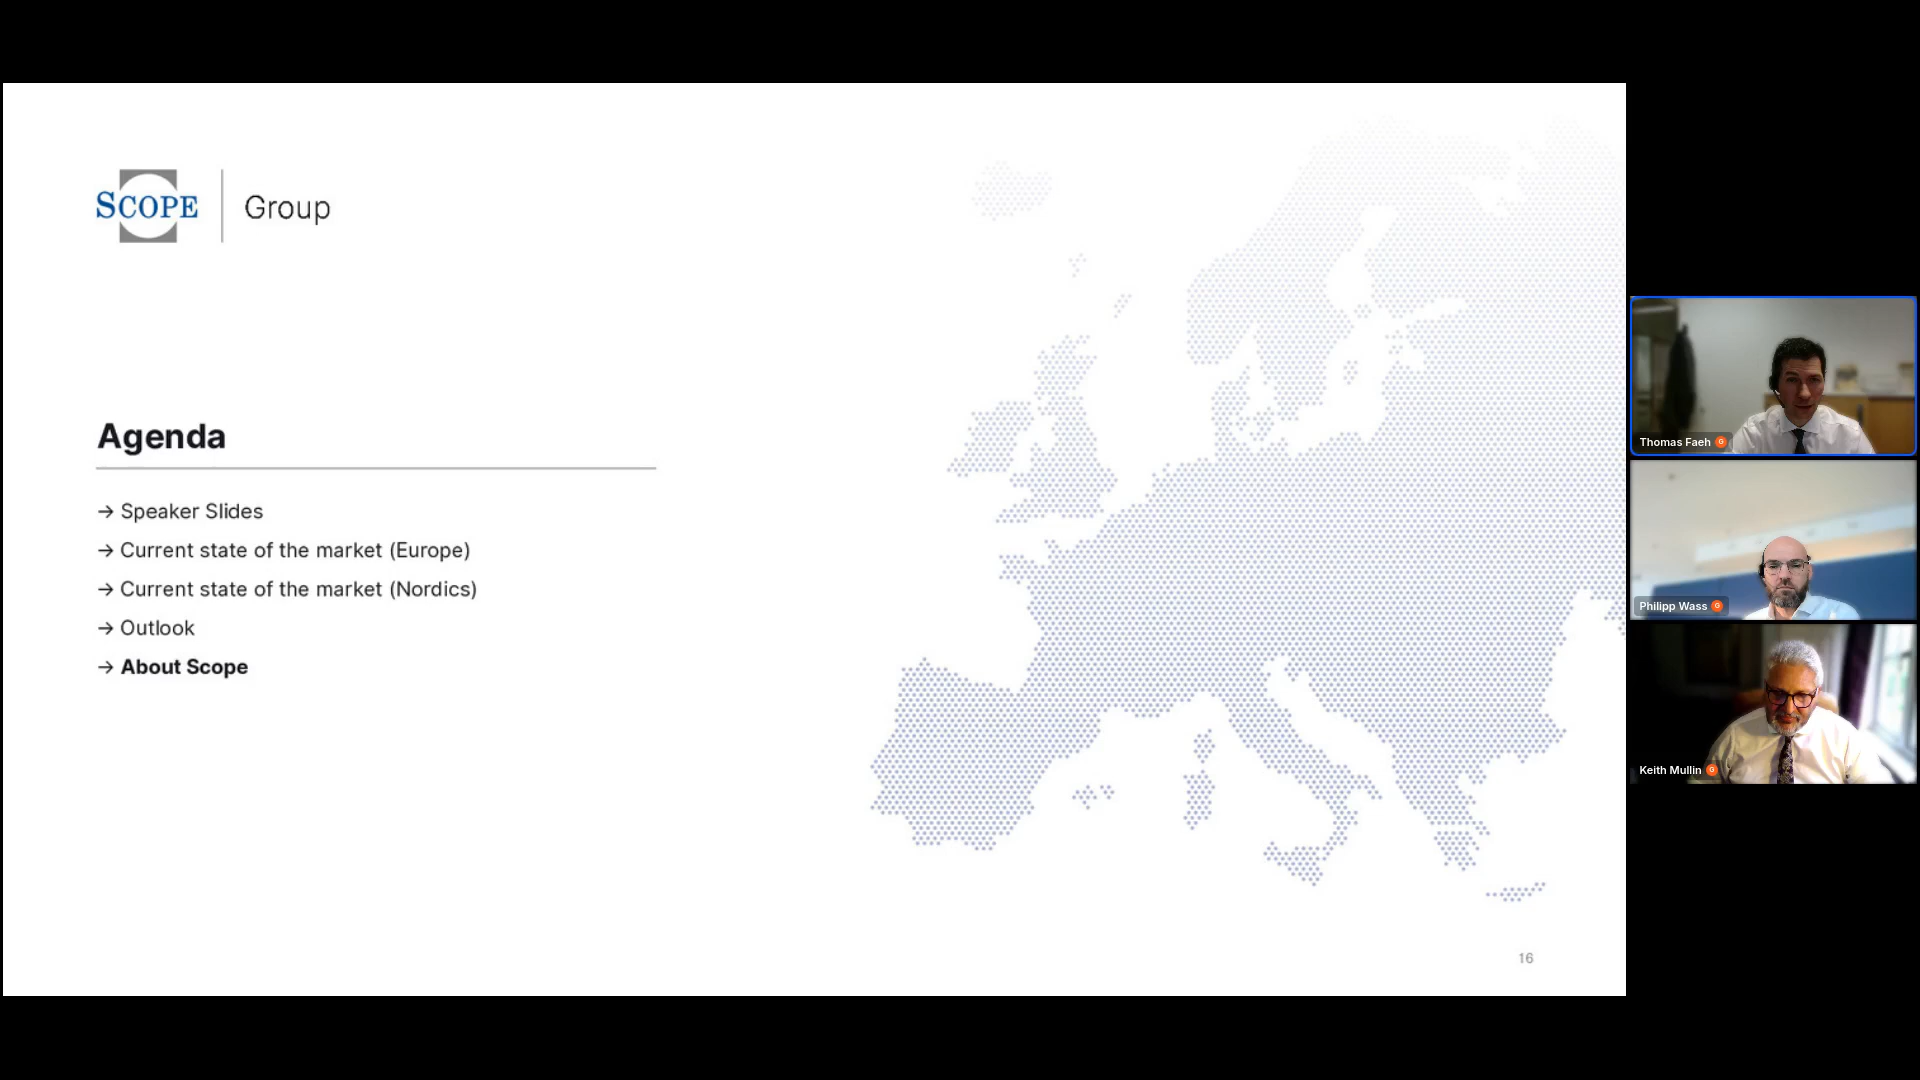 SCOPE
Group
Agenda
→ Speaker Slides
→ Current state of the market (Europe)
→ Current state of the market (Nordics)
→ Outlook
→ About Scope
16
Thomas Faeh G
Philipp Wass G
Keith Mullin G